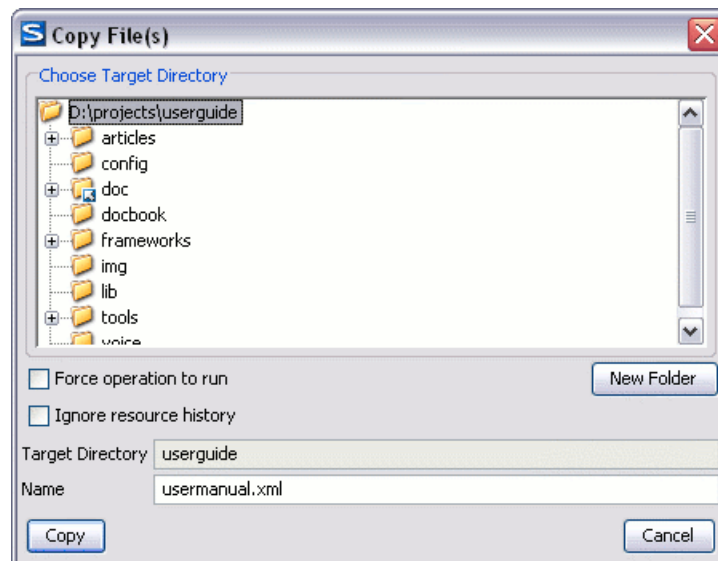 Copy File(s)
Choose Target Directory
D:\projects\userguide
articles
config
doc
docbook
frameworks
img
lib
tools
voice
Force operation to run
New Folder
Ignore resource history
Target Directory userguide
Name usermanual.xml
Copy Cancel